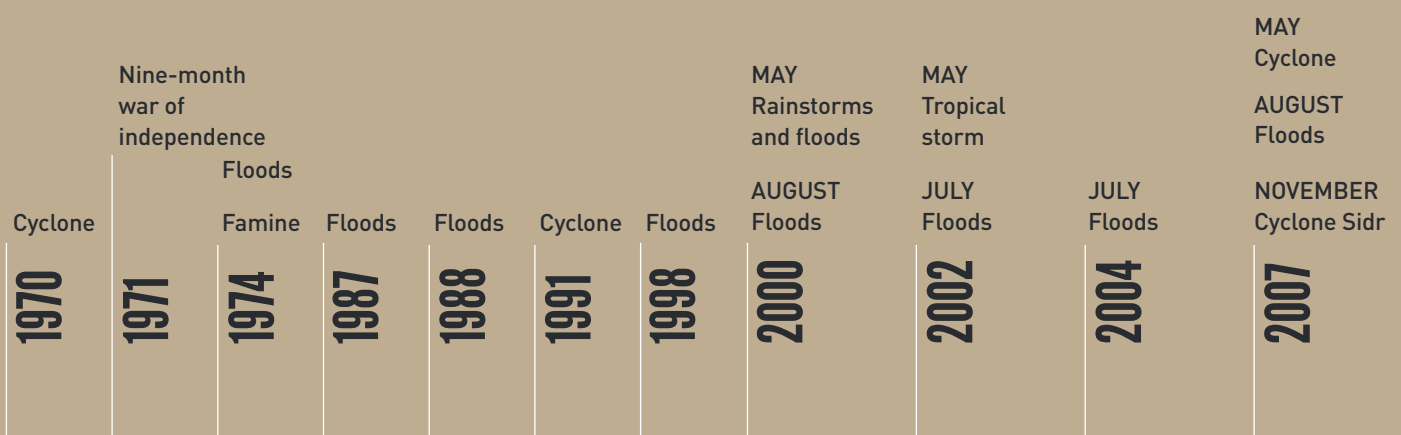 Cyclone
1970
Nine-month
war of
independence
1971
Floods
Famine
1974
Floods
1987
Floods
1988
Cyclone
1991
Floods
1998
MAY
Rainstorms
and floods
AUGUST
Floods
2000
MAY
Tropical
storm
JULY
Floods
2002
JULY
Floods
2004
MAY
Cyclone
AUGUST
Floods
NOVEMBER
Cyclone Sidr
2007